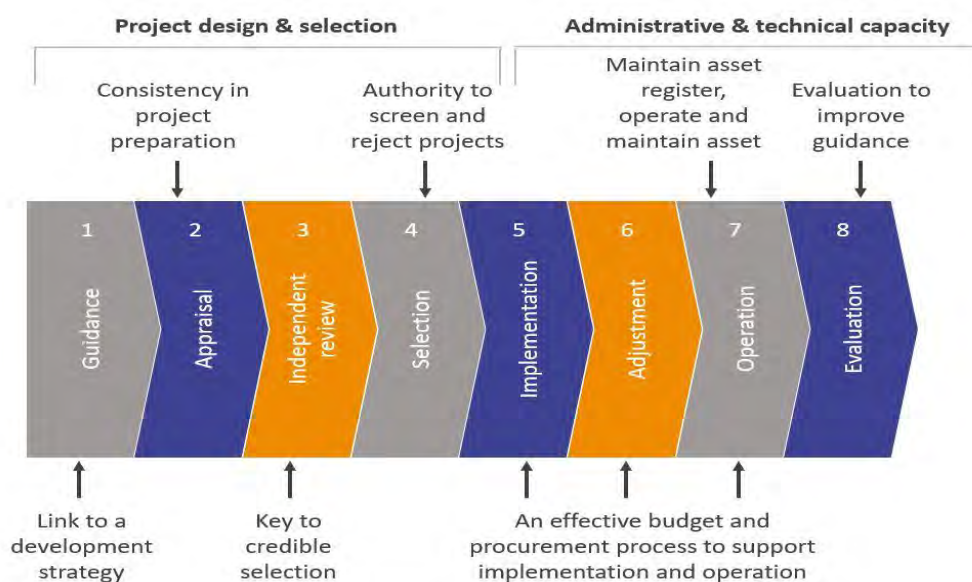 Project design & selection
Administrative & technical capacity
Consistency in
project
preparation
Authority to
screen and
reject projects
Maintain asset
register,
operate and
maintain asset
Evaluation to
improve
guidance
1
Guidance
2
Appraisal
3
Independent
review
4
Selection
5
Implementation
6
Adjustment
7
Operation
8
Evaluation
Link to a
development
strategy
Key to
credible
selection
An effective budget and
procurement process to support
implementation and operation